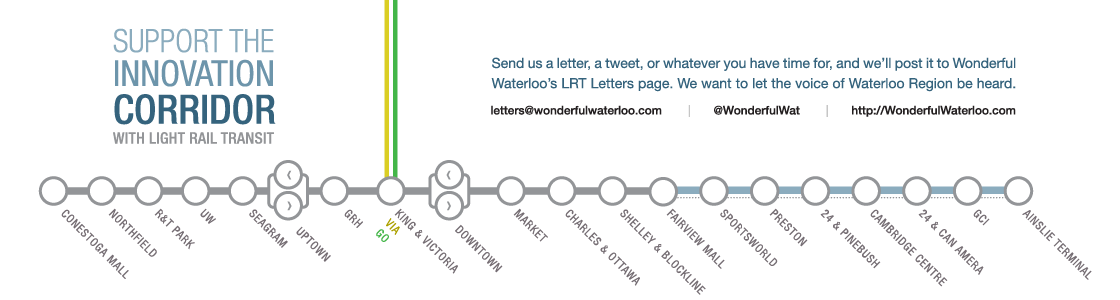 SUPPORT THE
INNOVATION
CORRIDOR
WITH LIGHT RAIL TRANSIT
Send us a letter, a tweet, or whatever you have time for, and we'll post it to Wonderful
Waterloo's LRT Letters page. We want to let the voice of Waterloo Region be heard.
letters@wonderfulwaterloo.com | @WonderfulWat | http://WonderfulWaterloo.com
CONESTOGA MALL
NORTHFIELD
R&T PARK
UW
SEAGRAM
UPTOWN
GRH
KING & VICTORIA
VIA
GO
DOWNTOWN
MARKET
CHARLES & OTTAWA
SHELLEY & BLOCKLINE
FAIRVIEW MALL
SPORTSWORLD
PRESTON
24 & PINEBUSH
CAMBRIDGE CENTRE
24 & CAN AMERA
GCI
AINSLIE TERMINAL